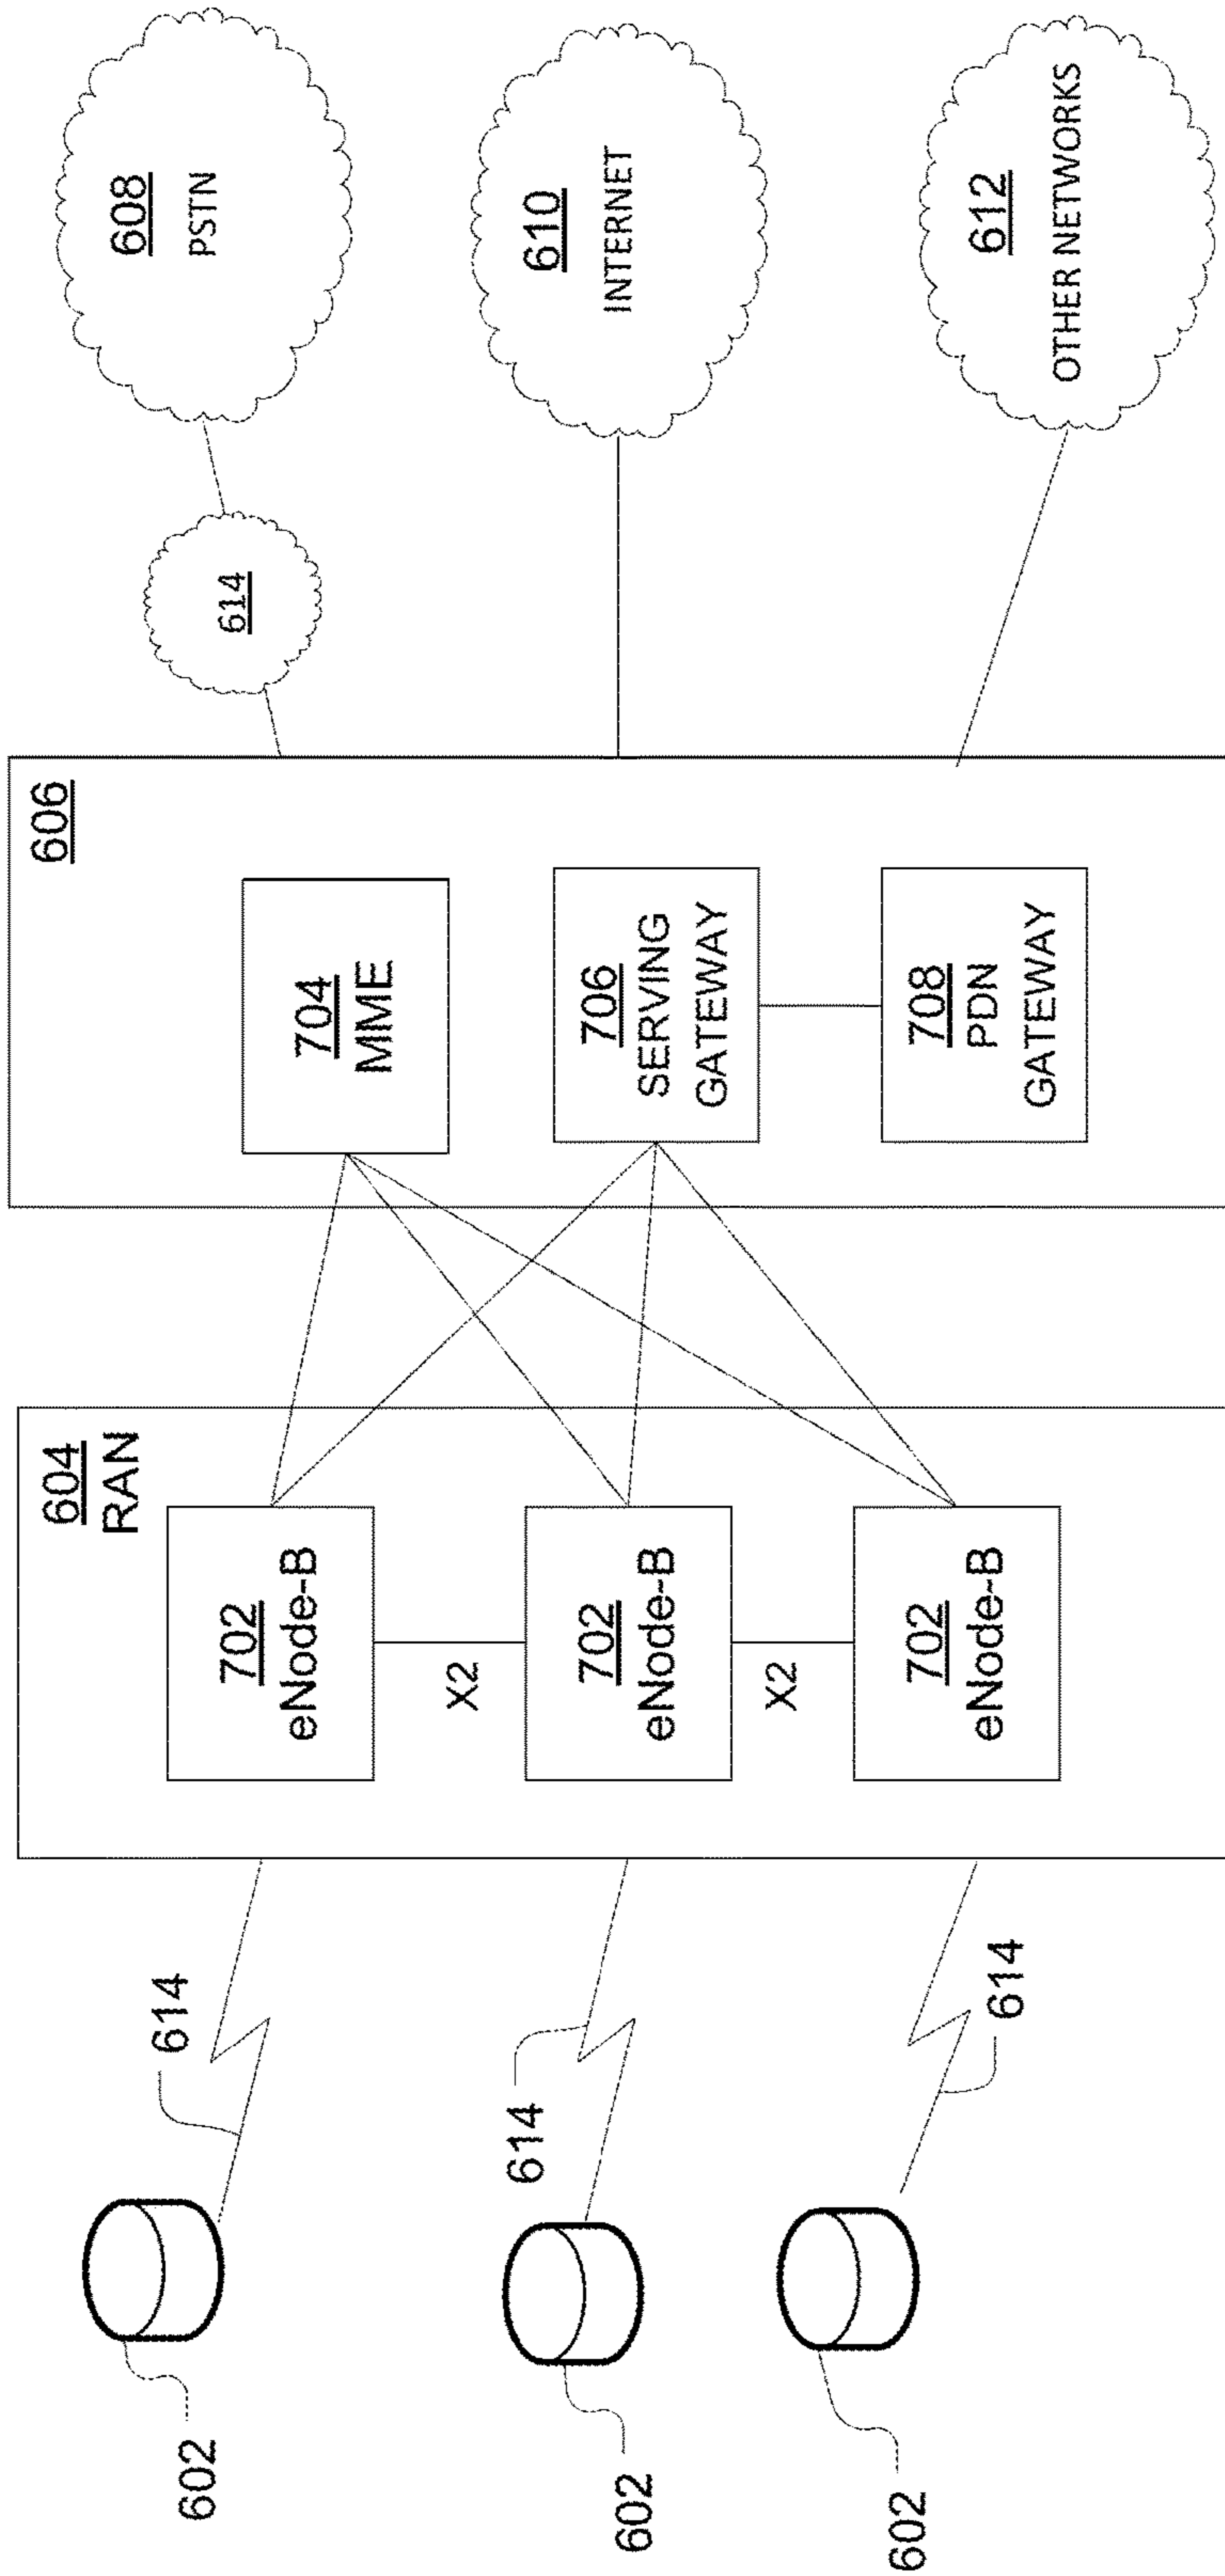 602
614
602
614
602
614
604
RAN
702
eNode-B
X2
702
eNode-B
X2
702
eNode-B
606
704
MME
706
SERVING
GATEWAY
708
PDN
GATEWAY
614
608
PSTN
610
INTERNET
612
OTHER NETWORKS